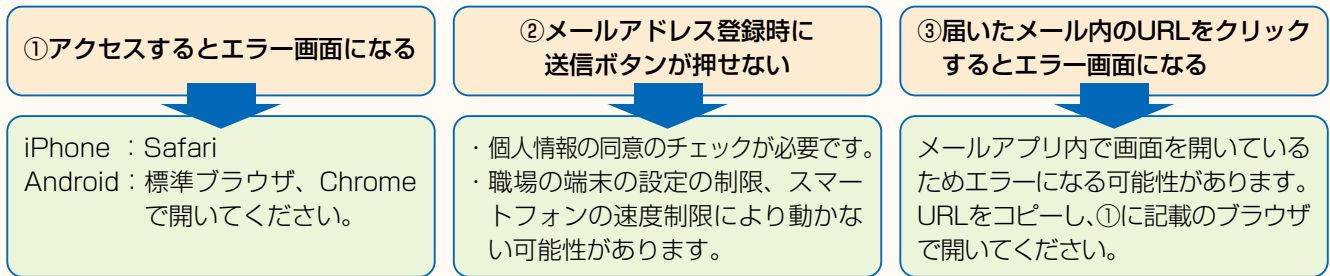 ①アクセスするとエラー画面になる
iPhone ：Safari
Android：標準ブラウザ、Chrome
で開いてください。
②メールアドレス登録時に
送信ボタンが押せない
・個人情報の同意のチェックが必要です。
・職場の端末の設定の制限、スマー
トフォンの速度制限により動かな
い可能性があります。
③届いたメール内のURLをクリック
するとエラー画面になる
メールアプリ内で画面を開いている
ためエラーになる可能性があります。
URLをコピーし、①に記載のブラウザ
で開いてください。